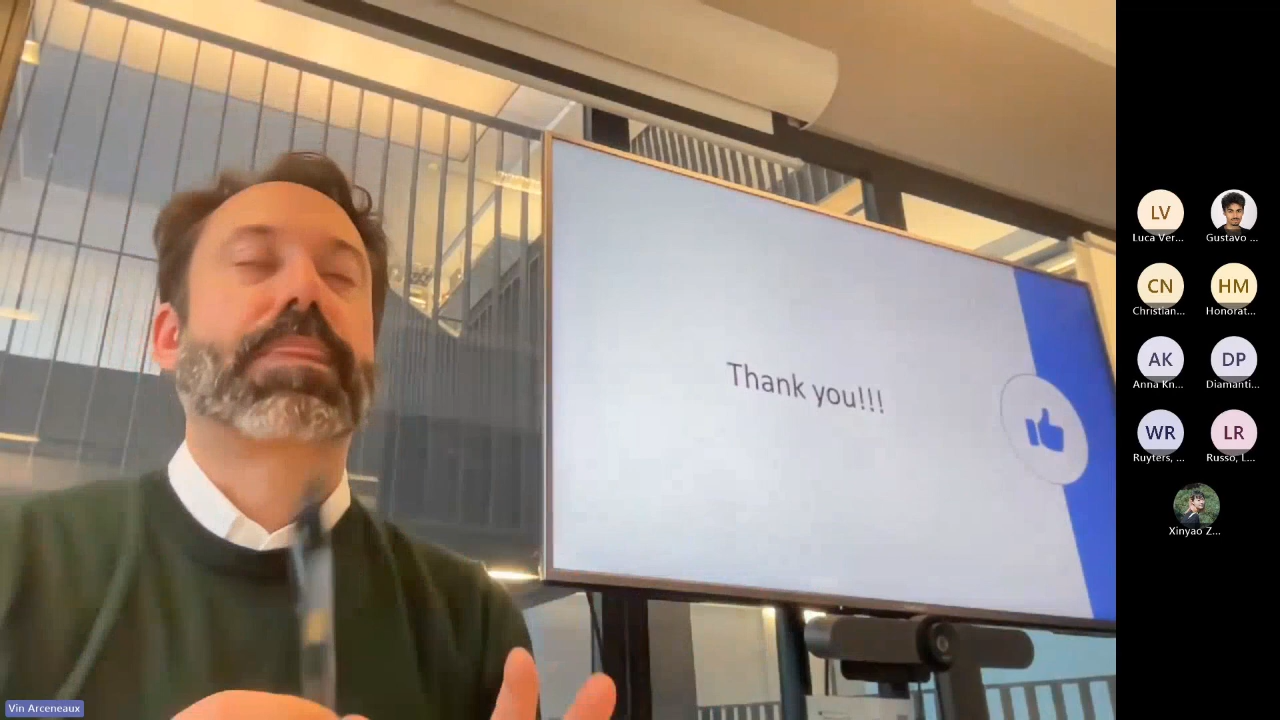 Thank you!!!
LV
Luca Ver...
Gustavo ...
CN
Christian...
HM
Honorat...
AK
Anna Kn...
DP
Diamanti...
WR
Ruyters, ...
LR
Russo, L...
Xinyao Z...
Vin Arceneaux